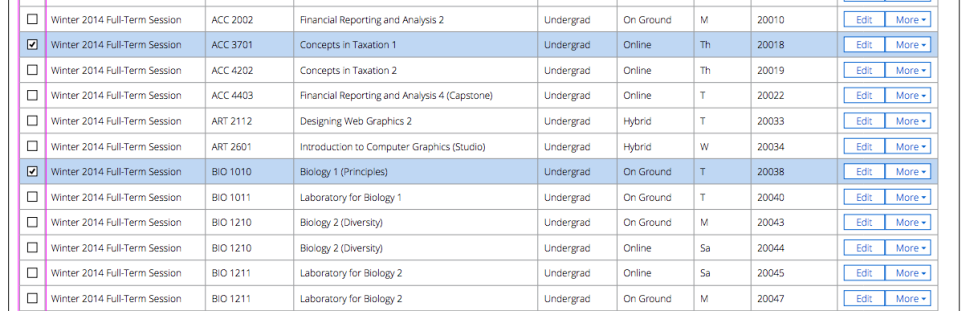 Winter 2014 Full-Term Session ACC 2002 Financial Reporting and Analysis 2 Undergrad On Ground M 20010 Edit More
Winter 2014 Full-Term Session ACC 3701 Concepts in Taxation 1 Undergrad Online Th 20018 Edit More
Winter 2014 Full-Term Session ACC 4202 Concepts in Taxation 2 Undergrad Online Th 20019 Edit More
Winter 2014 Full-Term Session ACC 4403 Financial Reporting and Analysis 4 (Capstone) Undergrad Online T 20022 Edit More
Winter 2014 Full-Term Session ART 2112 Designing Web Graphics 2 Undergrad Hybrid T 20033 Edit More
Winter 2014 Full-Term Session ART 2601 Introduction to Computer Graphics (Studio) Undergrad Hybrid W 20034 Edit More
Winter 2014 Full-Term Session BIO 1010 Biology 1 (Principles) Undergrad On Ground T 20038 Edit More
Winter 2014 Full-Term Session BIO 1011 Laboratory for Biology 1 Undergrad On Ground T 20040 Edit More
Winter 2014 Full-Term Session BIO 1210 Biology 2 (Diversity) Undergrad On Ground M 20043 Edit More
Winter 2014 Full-Term Session BIO 1210 Biology 2 (Diversity) Undergrad Online Sa 20044 Edit More
Winter 2014 Full-Term Session BIO 1211 Laboratory for Biology 2 Undergrad Online Sa 20045 Edit More
Winter 2014 Full-Term Session BIO 1211 Laboratory for Biology 2 Undergrad On Ground M 20047 Edit More